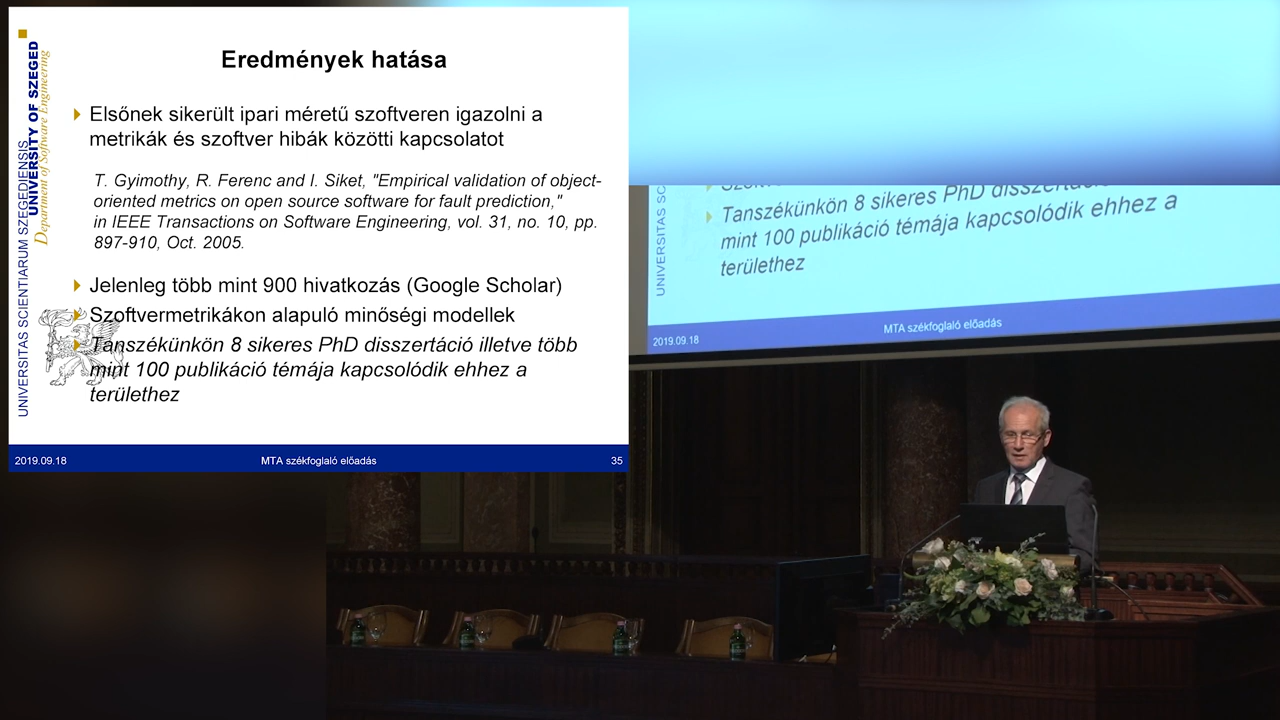 Eredmények hatása
Elsőnek sikerült ipari méretű szoftveren igazolni a
metrikák és szoftver hibák közötti kapcsolatot
T. Gyimothy, R. Ferenc and I. Siket, "Empirical validation of object-
oriented metrics on open source software for fault prediction,"
in IEEE Transactions on Software Engineering, vol. 31, no. 10, pp.
897-910, Oct. 2005.
Jelenleg több mint 900 hivatkozás (Google Scholar)
Szoftvermetrikákon alapuló minőségi modellek
Tanszékünkön 8 sikeres PhD disszertáció illetve több
mint 100 publikáció témája kapcsolódik ehhez a
területhez
2019.09.18
MTA székfoglaló előadás
35
UNIVERSITAS SCIENTIARUM SZEGEDIENSIS
UNIVERSITY OF SZEGED
Department of Software Engineering
Tanszékünkön 8 sikeres PhD
mint 100 publikáció témája kapcsolódik ehhez a
területhez
UNIVERSITAS SC
2019.09.18
MTA székfoglaló előadás